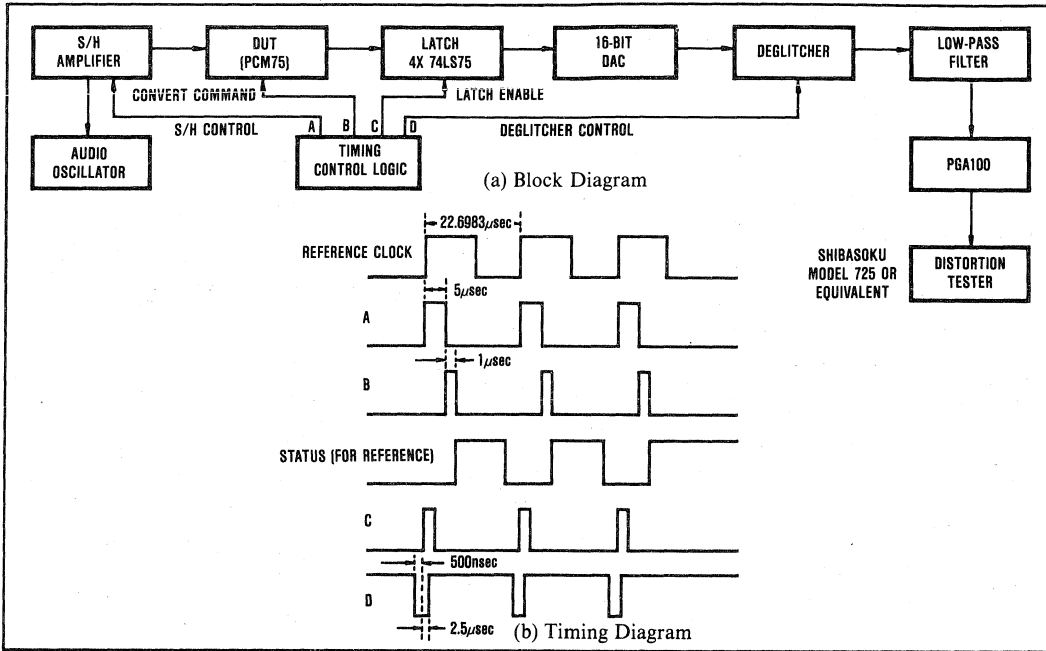 S/H
AMPLIFIER
DUT
(PCM75)
LATCH
4X 74LS75
16-BIT
DAC
DEGLITCHER
LOW-PASS
FILTER
CONVERT COMMAND
LATCH ENABLE
S/H CONTROL
A
B
C
D
DEGLITCHER CONTROL
AUDIO
OSCILLATOR
TIMING
CONTROL LOGIC
PGA100
(a) Block Diagram
22.6983μsec
REFERENCE CLOCK
SHIBASOKU
MODEL 725 OR
EQUIVALENT
DISTORTION
TESTER
5μsec
A
1μsec
B
STATUS (FOR REFERENCE)
C
500nsec
D
2.5μsec
(b) Timing Diagram